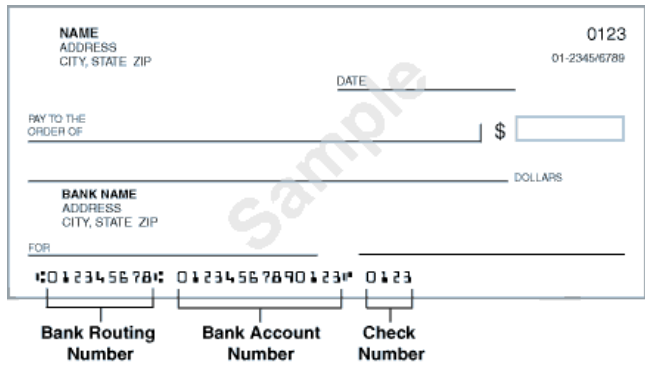 NAME
ADDRESS
CITY, STATE ZIP
0123
01-2345/6789
DATE
PAY TO THE
ORDER OF
$
DOLLARS
Sample
BANK NAME
ADDRESS
CITY, STATE ZIP
FOR
⑆012345678⑆ 01234567890123⑈ 0123
Bank Routing Number
Bank Account Number
Check Number